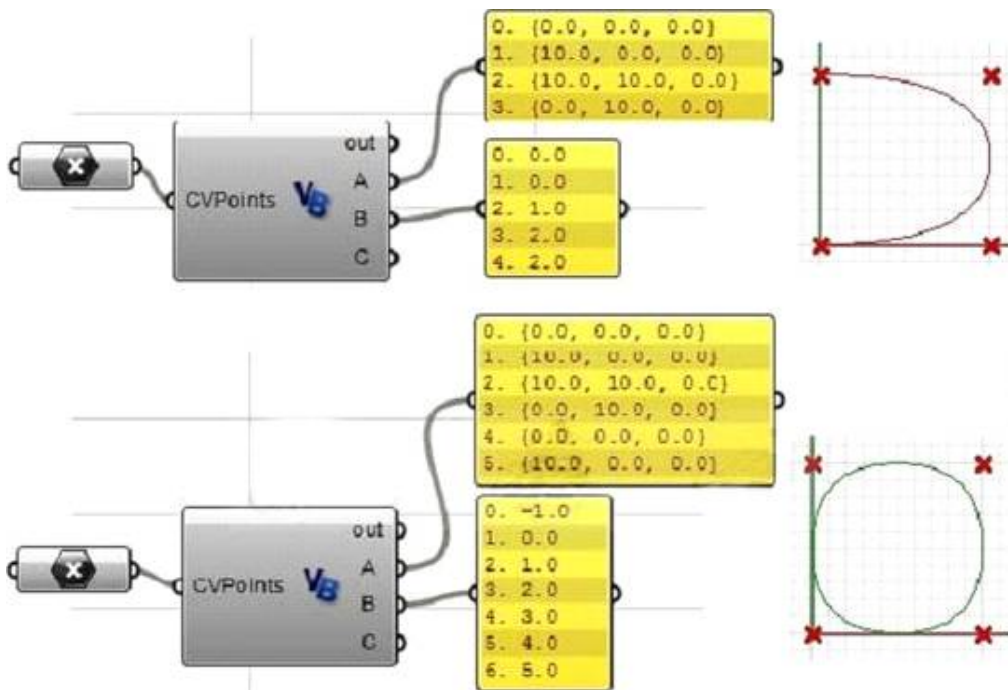 0. {0.0, 0.0, 0.0}
1. {10.0, 0.0, 0.0}
2. {10.0, 10.0, 0.0}
3. {0.0, 10.0, 0.0}
out
A
CVPoints
VB
B
C
0. 0.0
1. 0.0
2. 1.0
3. 2.0
4. 2.0
0. {0.0, 0.0, 0.0}
1. {10.0, 0.0, 0.0}
2. {10.0, 10.0, 0.0}
3. {0.0, 10.0, 0.0}
4. {0.0, 0.0, 0.0}
5. {10.0, 0.0, 0.0}
out
A
CVPoints
VB
B
C
0. -1.0
1. 0.0
2. 1.0
3. 2.0
4. 3.0
5. 4.0
6. 5.0